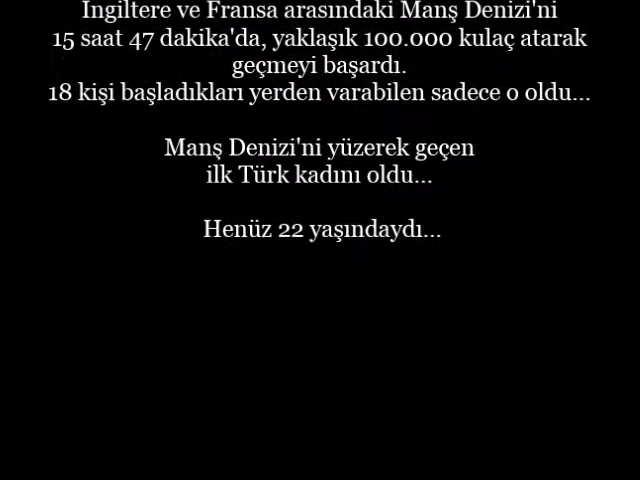 İngiltere ve Fransa arasındaki Manş Denizi'ni
15 saat 47 dakika'da, yaklaşık 100.000 kulaç atarak
geçmeyi başardı.
18 kişi başladıkları yerden varabilen sadece o oldu...
Manş Denizi'ni yüzerek geçen
ilk Türk kadını oldu...
Henüz 22 yaşındaydı...